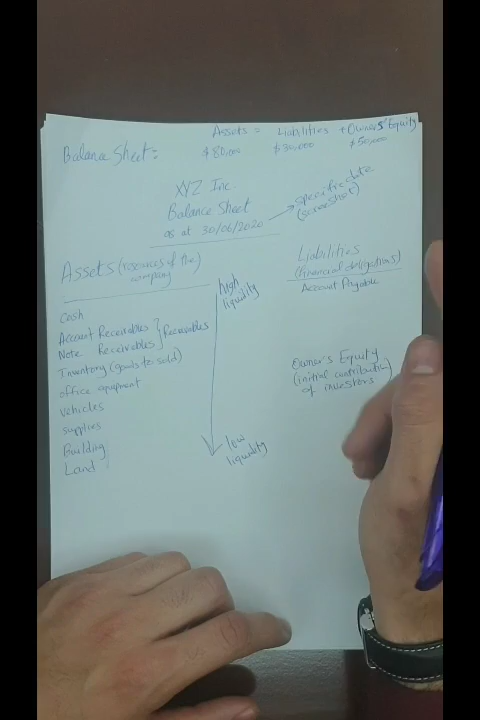 Assets = Liabilities + Owner's Equity
Balance Sheet:
$80,000 $30,000 $50,000
XYZ Inc.
Balance Sheet
as at 30/06/2020
specific date
(screenshot)
Assets (resources of the company)
high liquidity
Cash
Account Receivables
Note Receivables
Receivables
Inventory (goods to sold)
office equipment
vehicles
supplies
Building
Land
low liquidity
Liabilities
(financial obligations)
Account Payable
Owner's Equity
(initial contribution
of investors